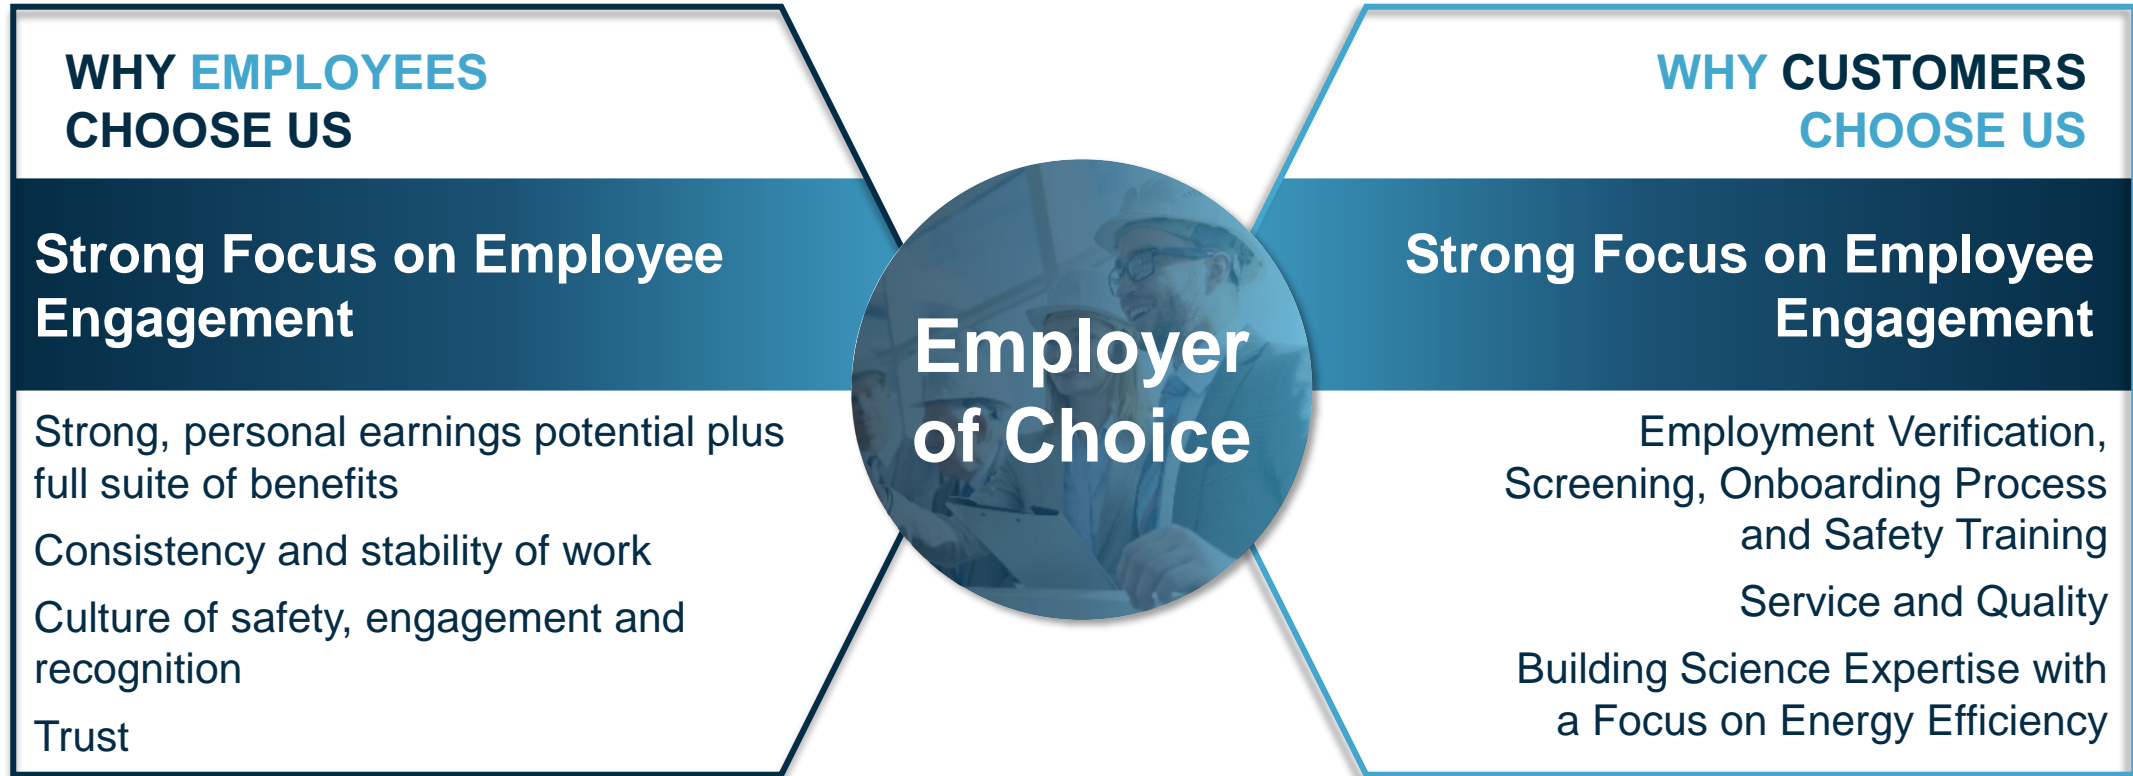 WHY EMPLOYEES
CHOOSE US
Strong Focus on Employee
Engagement
Strong, personal earnings potential plus
full suite of benefits
Consistency and stability of work
Culture of safety, engagement and
recognition
Trust
Employer
of Choice
WHY CUSTOMERS
CHOOSE US
Strong Focus on Employee
Engagement
Employment Verification,
Screening, Onboarding Process
and Safety Training
Service and Quality
Building Science Expertise with
a Focus on Energy Efficiency